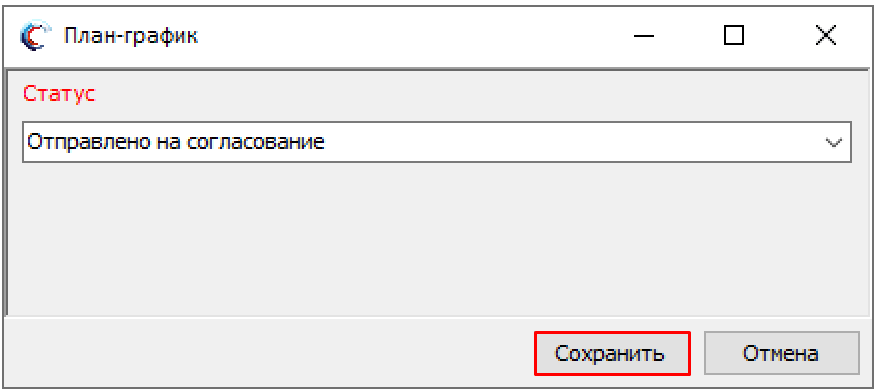 План-график
Статус
Отправлено на согласование
Сохранить
Отмена